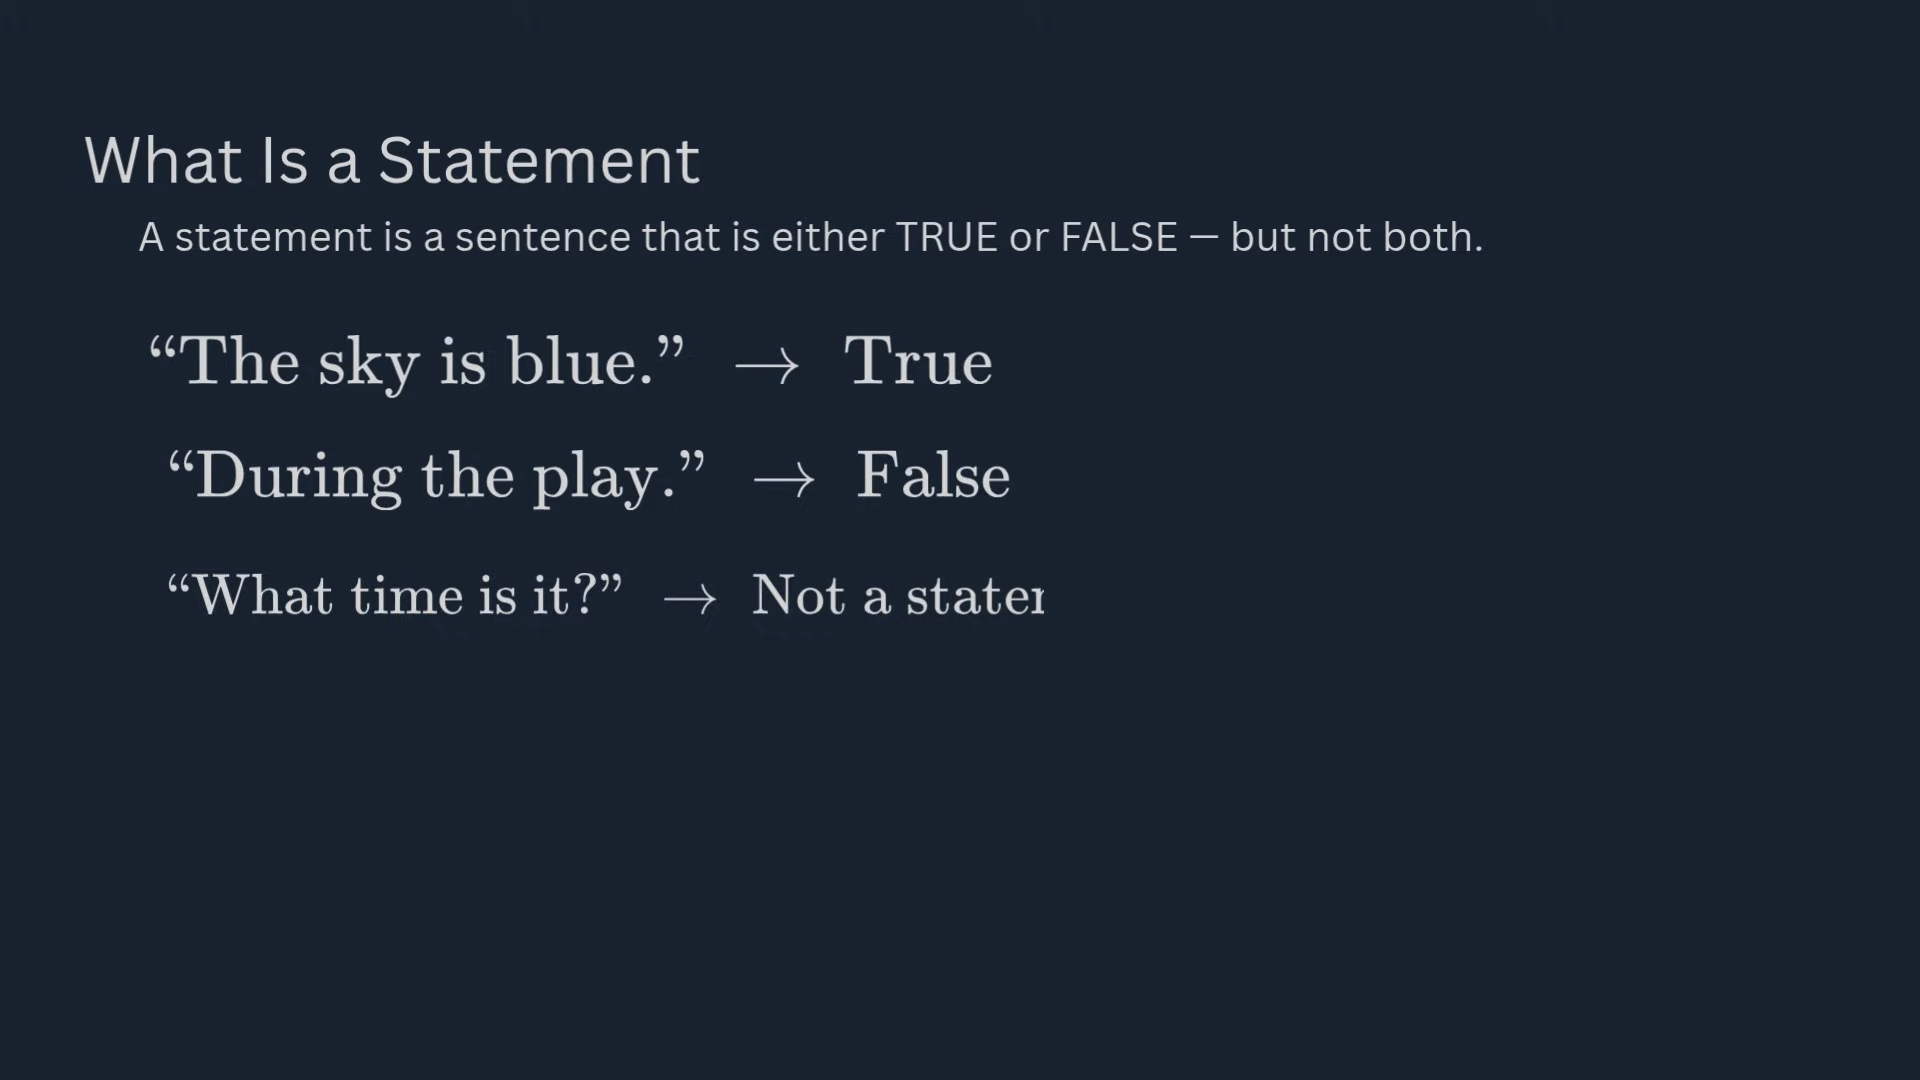 What Is a Statement
A statement is a sentence that is either TRUE or FALSE — but not both.
“The sky is blue.” → True
“During the play.” → False
“What time is it?” → Not a stater